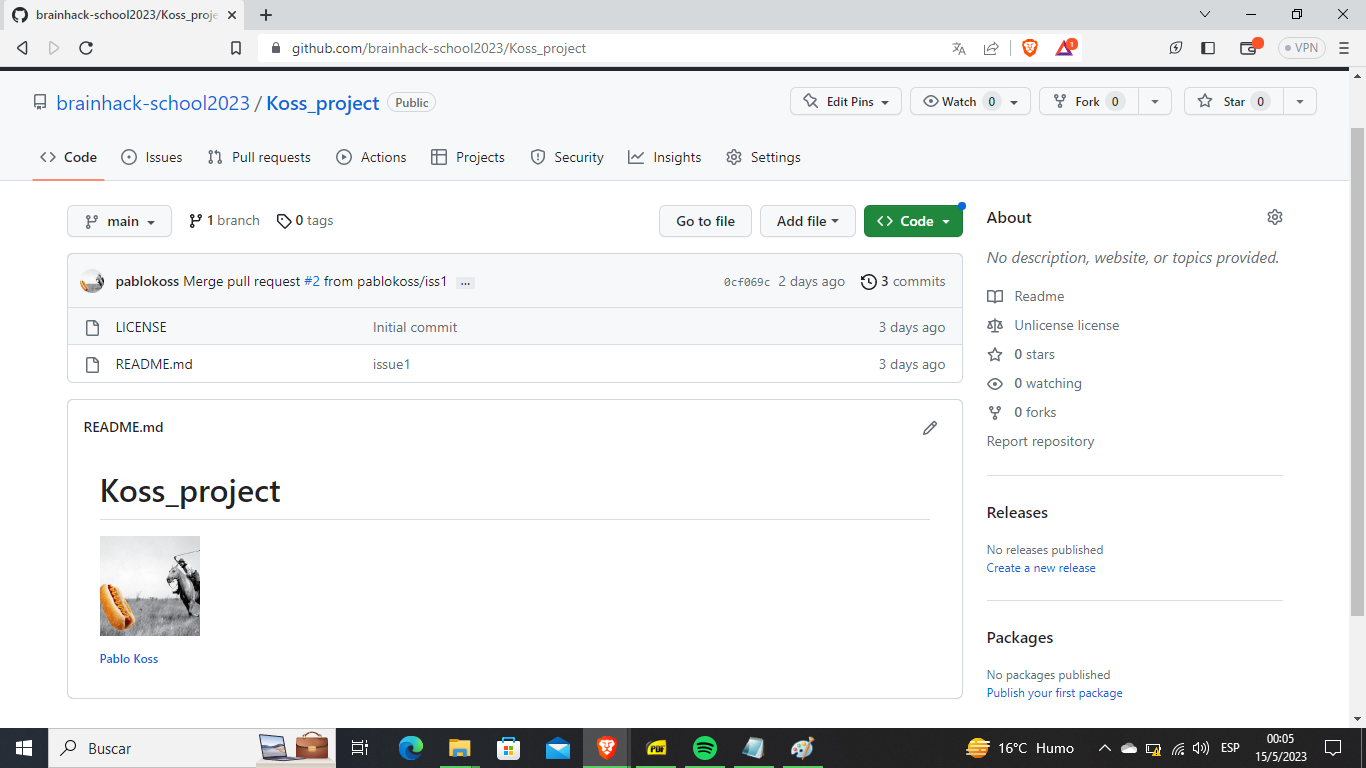 brainhack-school2023/Koss_proje
github.com/brainhack-school2023/Koss_project
1
VPN
brainhack-school2023 / Koss_project Public
Edit Pins
Watch 0
Fork 0
Star 0
Code
Issues
Pull requests
Actions
Projects
Security
Insights
Settings
main
1 branch
0 tags
Go to file
Add file
Code
pablokoss Merge pull request #2 from pablokoss/iss1 ...
0cf069c 2 days ago
3 commits
LICENSE Initial commit 3 days ago
README.md issue1 3 days ago
README.md
Koss_project
Pablo Koss
About
No description, website, or topics provided.
Readme
Unlicense license
0 stars
0 watching
0 forks
Report repository
Releases
No releases published
Create a new release
Packages
No packages published
Publish your first package
Buscar
PDF
16°C Humo
ESP
00:05
15/5/2023